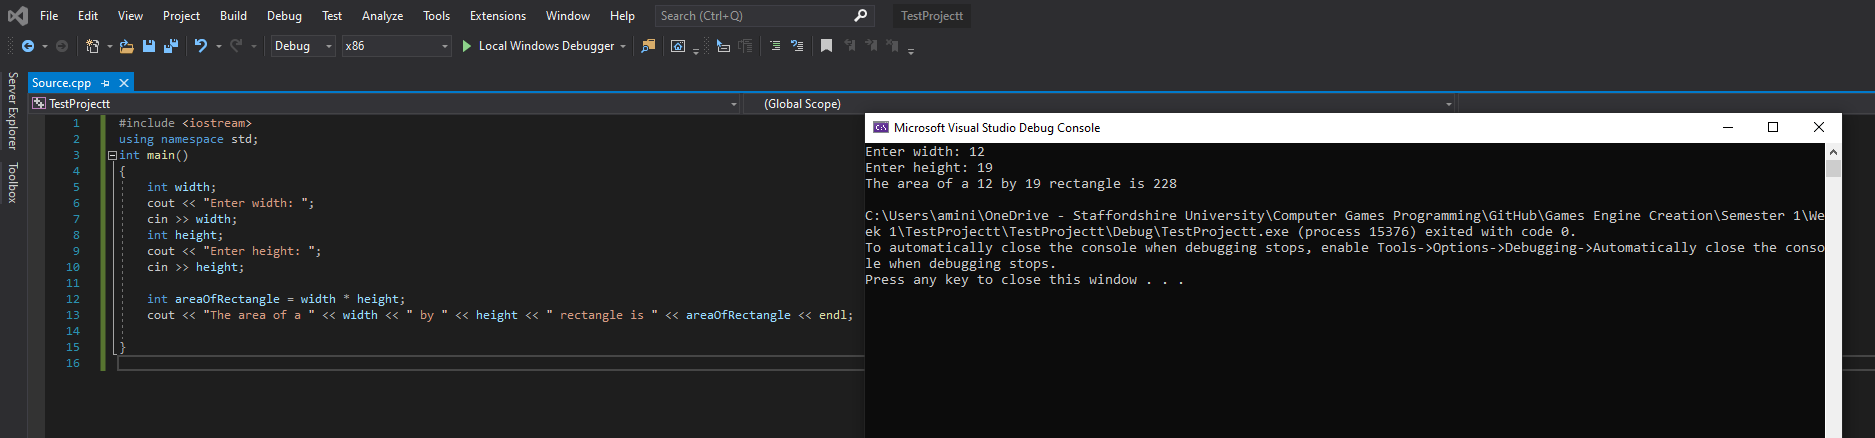 File Edit View Project Build Debug Test Analyze Tools Extensions Window Help Search (Ctrl+Q) TestProjectt
Debug x86 Local Windows Debugger
Server Explorer
Toolbox
Source.cpp
TestProjectt (Global Scope)
1 #include <iostream>
2 using namespace std;
3 int main()
4 {
5 int width;
6 cout << "Enter width: ";
7 cin >> width;
8 int height;
9 cout << "Enter height: ";
10 cin >> height;
11
12 int areaOfRectangle = width * height;
13 cout << "The area of a " << width << " by " << height << " rectangle is " << areaOfRectangle << endl;
14
15 }
16
C:\ Microsoft Visual Studio Debug Console
Enter width: 12
Enter height: 19
The area of a 12 by 19 rectangle is 228
C:\Users\amini\OneDrive - Staffordshire University\Computer Games Programming\GitHub\Games Engine Creation\Semester 1\We
ek 1\TestProjectt\TestProjectt\Debug\TestProjectt.exe (process 15376) exited with code 0.
To automatically close the console when debugging stops, enable Tools->Options->Debugging->Automatically close the conso
le when debugging stops.
Press any key to close this window . . .